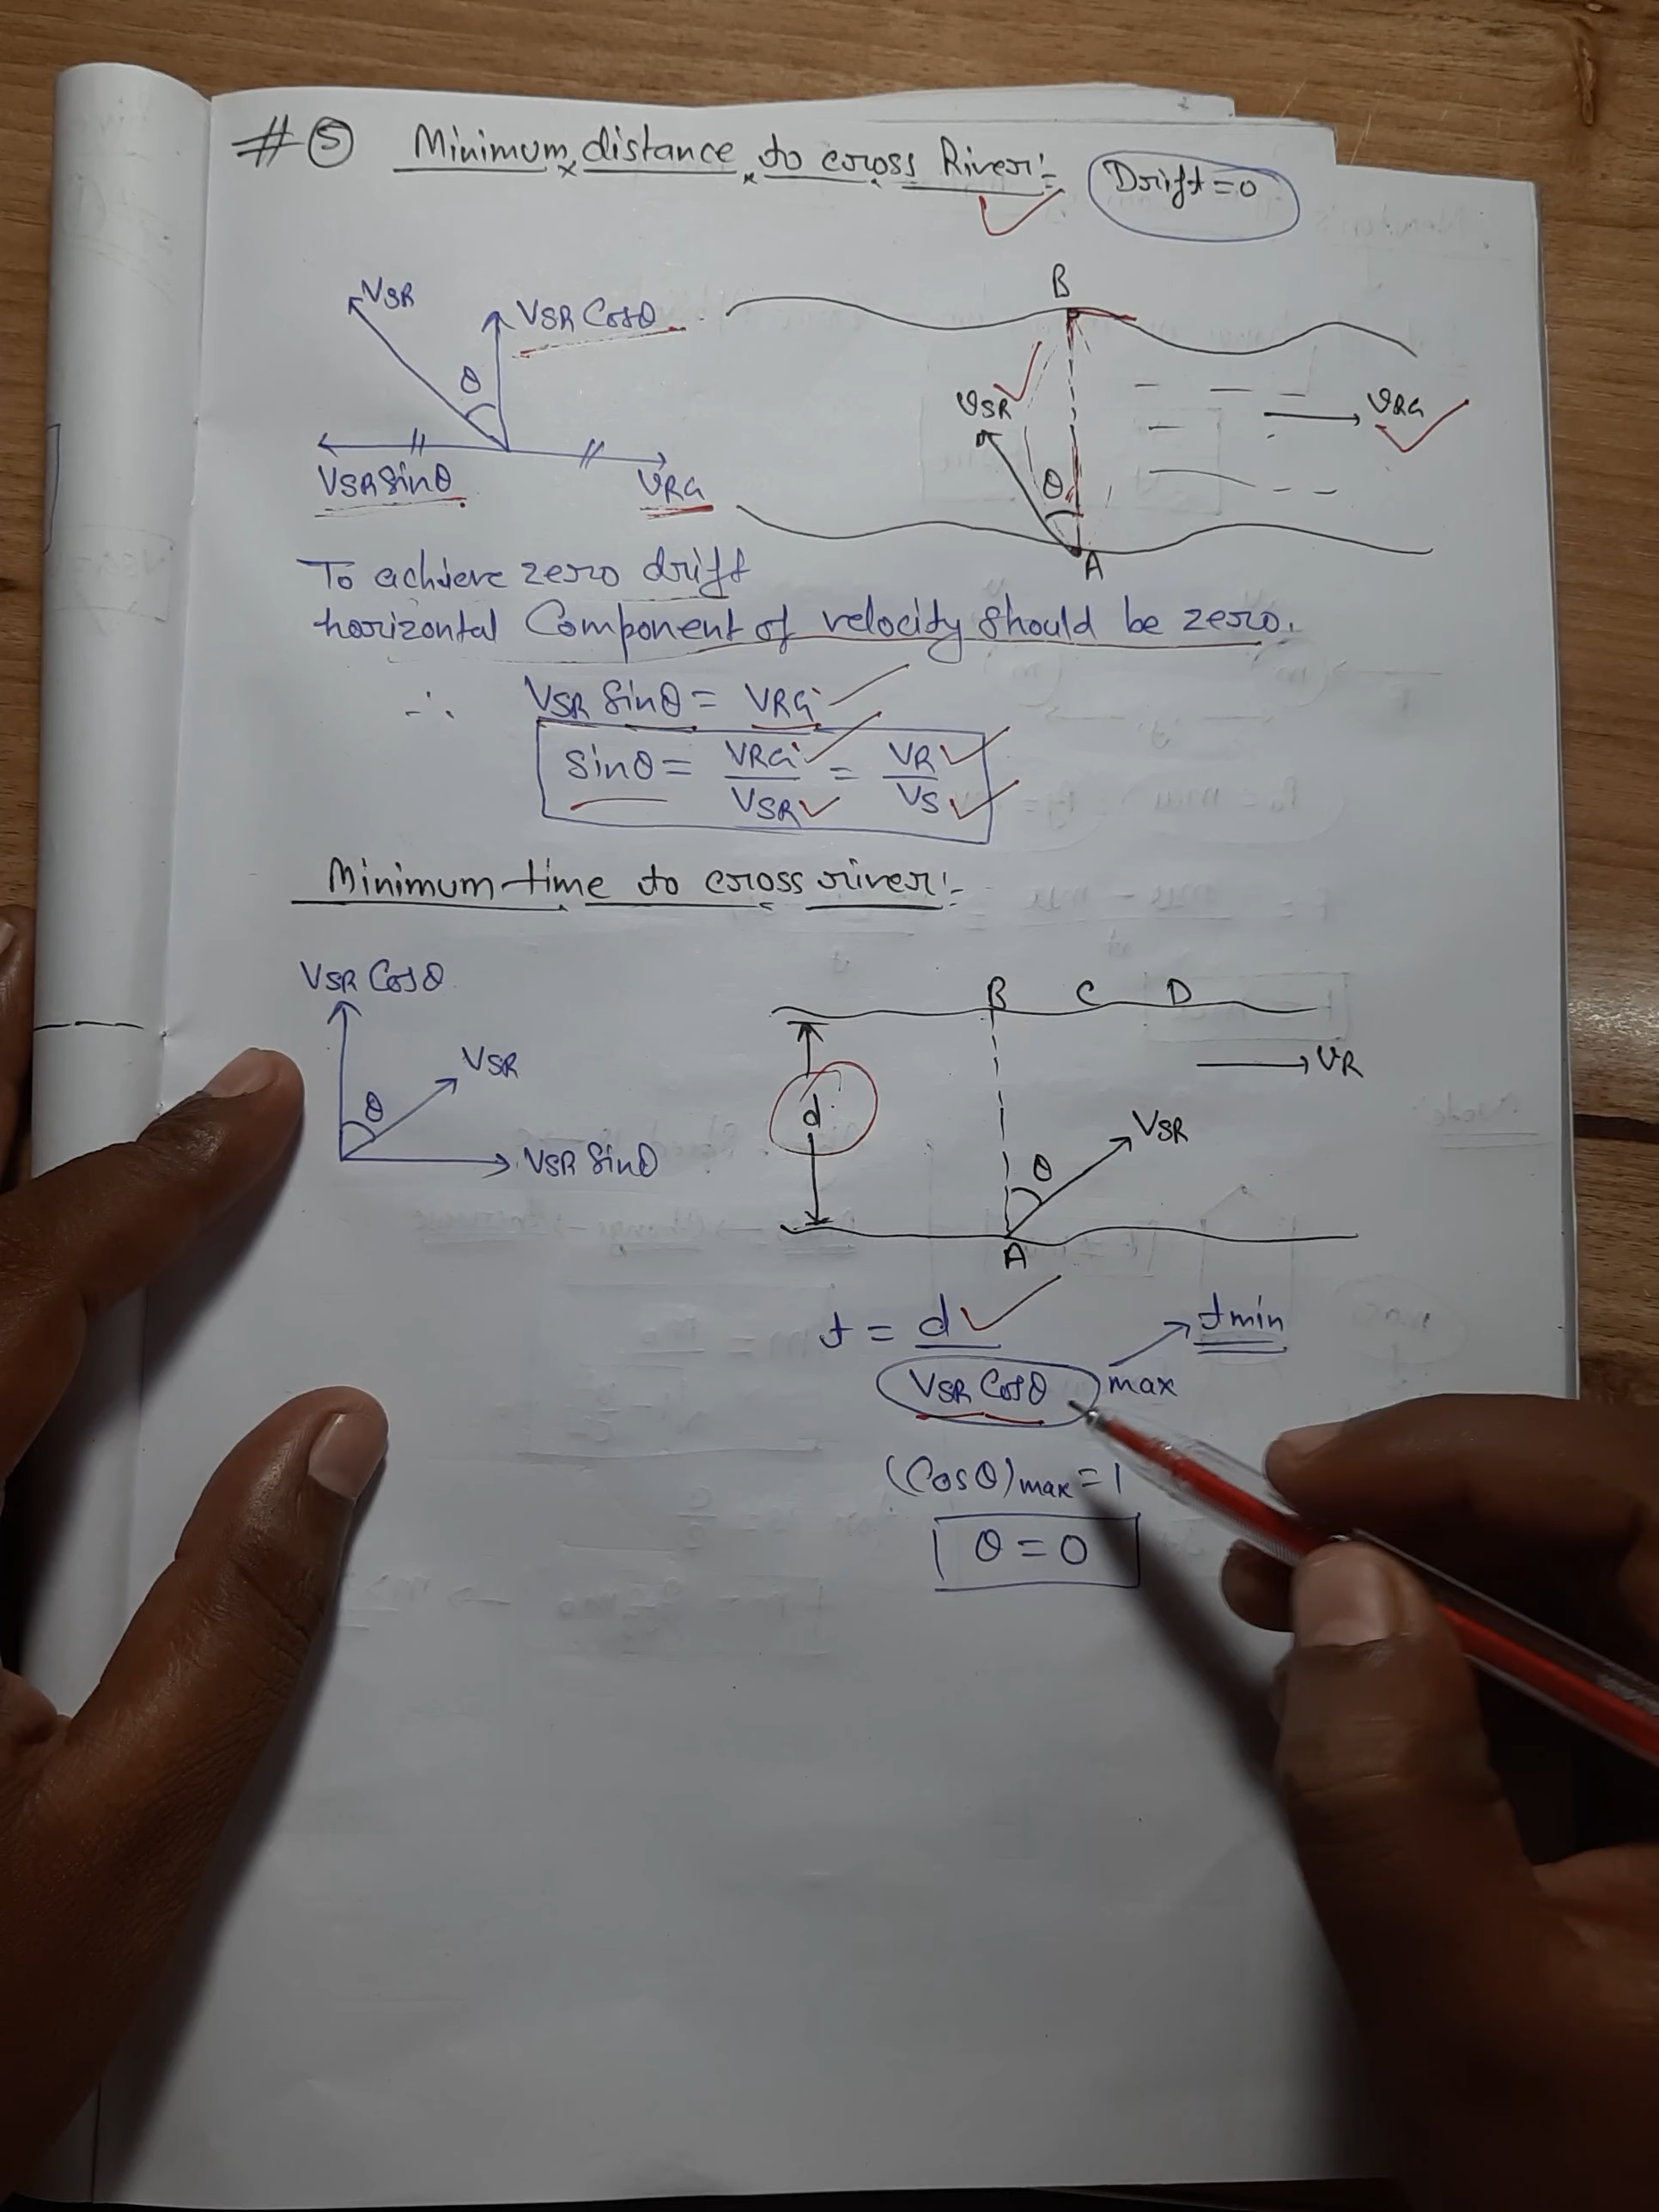 # 5 Minimum distance to cross River:- Drift=0
VSR
VSR Cosθ
θ
VSR Sinθ
VRG
B
VSR
VRG
θ
A
To achieve zero drift
horizontal Component of velocity should be zero.
∴ VSR Sinθ = VRG
Sinθ = VRG/VSR = VR/VS
Minimum time to cross river:-
VSR Cosθ
VSR
θ
VSR Sinθ
B C D
VR
d
VSR
θ
A
t = d / VSR Cosθ max → tmin
(Cosθ)max = 1
θ = 0